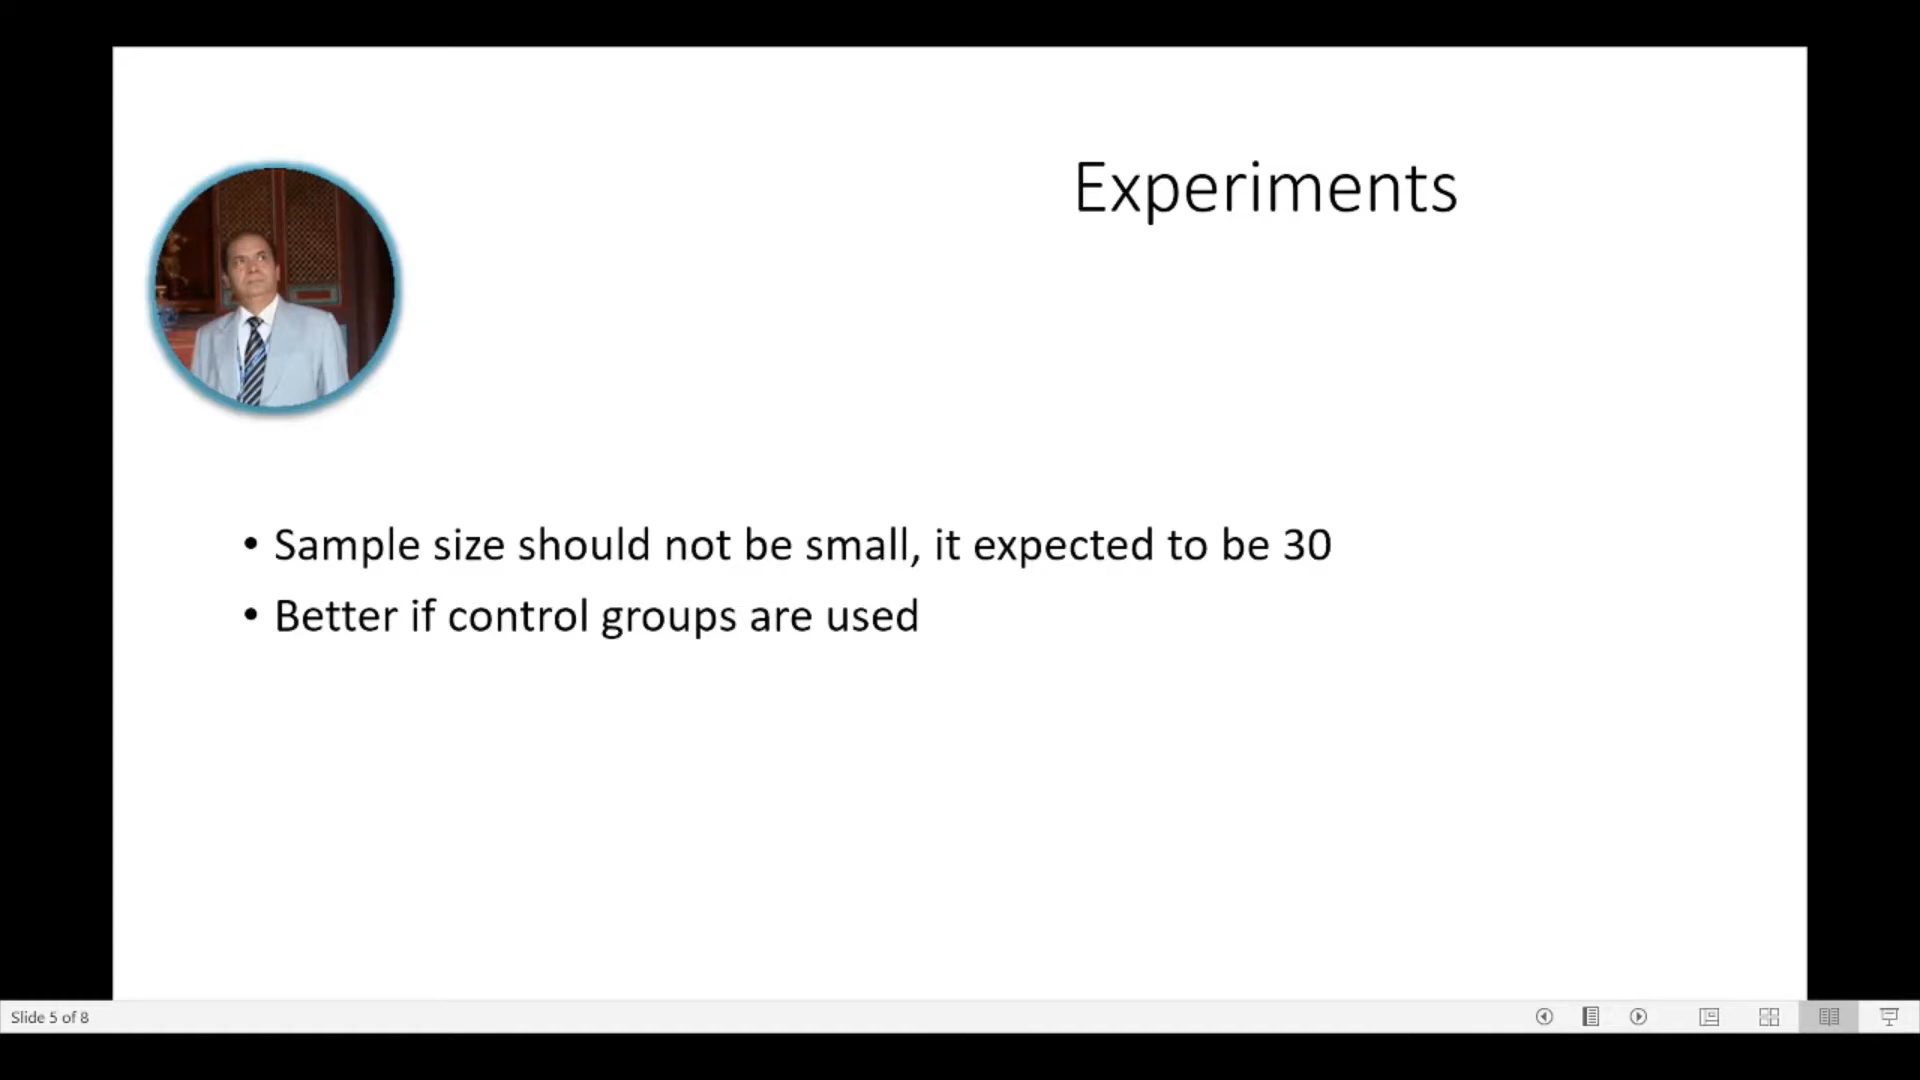 Experiments
• Sample size should not be small, it expected to be 30
• Better if control groups are used
Slide 5 of 8